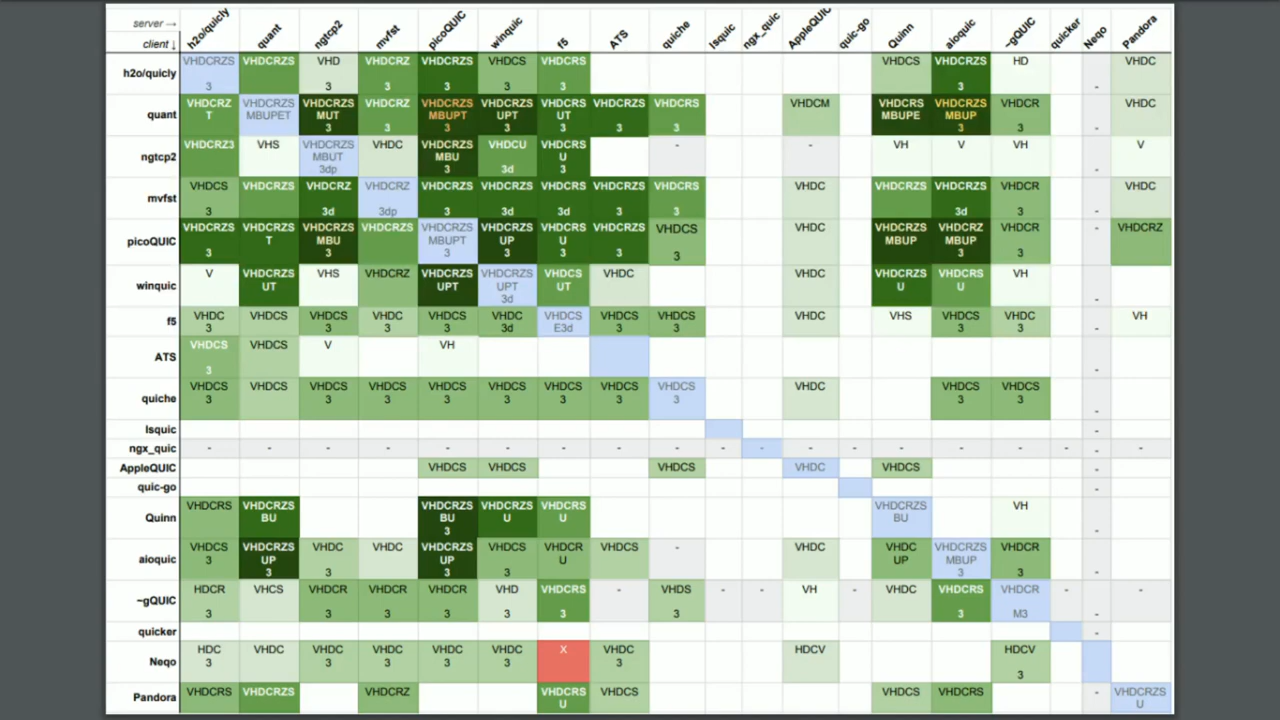 server → h2o/quicly quant ngtcp2 mvfst picoQUIC winquic f5 ATS quiche lsquic ngx_quic AppleQUIC quic-go Quinn aioquic ~gQUIC quicker Neqo Pandora
client ↓
h2o/quicly VHDCRZS VHDCRZS VHD VHDCRZ VHDCRZS VHDCS VHDCRS VHDCS VHDCRZS HD VHDC
3 3 3 3 3 3 3 -
quant VHDCRZ VHDCRZS VHDCRZS VHDCRZ VHDCRZS VHDCRZS VHDCRS VHDCRZS VHDCRS VHDCM VHDCRS VHDCRZS VHDCR VHDC
T MBUPET MUT MBUPT UPT UT MBUPE MBUP
3 3 3 3 3 3 3 3 3 -
ngtcp2 VHDCRZ3 VHS VHDCRZS VHDC VHDCRZS VHDCU VHDCRS - - VH V VH V
MBUT MBU U
3dp 3 3d 3 -
mvfst VHDCS VHDCRZS VHDCRZ VHDCRZ VHDCRZS VHDCRZS VHDCRZS VHDCRZS VHDCRS VHDC VHDCRZS VHDCRZS VHDCR VHDC
3 3d 3dp 3 3d 3d 3 3 3d 3 -
picoQUIC VHDCRZS VHDCRZS VHDCRZS VHDCRZS VHDCRZS VHDCRZS VHDCRS VHDCRZS VHDCS VHDC VHDCRZS VHDCRZ VHDCR - VHDCRZ
T MBU MBUPT UP U MBUP MBUP
3 3 3 3 3 3 3 3 3
winquic V VHDCRZS VHS VHDCRZ VHDCRZS VHDCRZS VHDCS VHDC VHDC VHDCRZS VHDCRS VH
UT UPT UPT UT U U
3d -
f5 VHDC VHDCS VHDCS VHDC VHDCS VHDC VHDCS VHDCS VHDCS VHDC VHS VHDCS VHDC VH
3 3 3 3 3d E3d 3 3 3 3 -
ATS VHDCS VHDCS V VH
3 -
quiche VHDCS VHDCS VHDCS VHDCS VHDCS VHDCS VHDCS VHDCS VHDCS VHDC VHDCS VHDCS
3 3 3 3 3 3 3 3 3 3 -
lsquic -
ngx_quic - - - - - - - - - - - - - - - - - - -
AppleQUIC VHDCS VHDCS VHDCS VHDC VHDCS -
quic-go -
Quinn VHDCRS VHDCRZS VHDCRZS VHDCRZS VHDCRS VHDCRZS VH
BU BU U U BU
3 -
aioquic VHDCS VHDCRZS VHDC VHDC VHDCRZS VHDCS VHDCR VHDCS - VHDC VHDC VHDCRZS VHDCR
3 UP UP U UP MBUP
3 3 3 3 3 3 -
~gQUIC HDCR VHCS VHDCR VHDCR VHDCR VHD VHDCRS - VHDS - - VH - VHDC VHDCRS VHDCR - -
3 3 3 3 3 3 3 3 M3 -
quicker -
Neqo HDC VHDC VHDC VHDC VHDC VHDC X VHDC HDCV HDCV
3 3 3 3 3 3 3
Pandora VHDCRS VHDCRZS VHDCRZ VHDCRS VHDCS VHDCS VHDCRS - VHDCRZS
U U